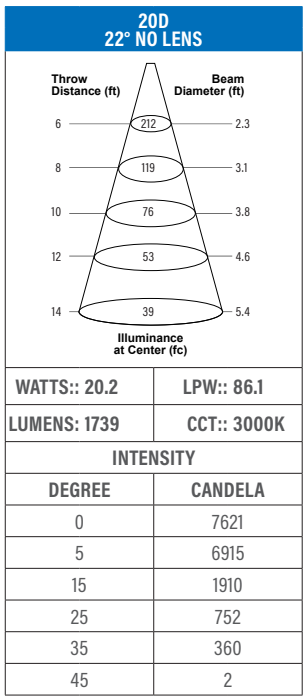 20D
22° NO LENS
Throw Distance (ft) Beam Diameter (ft)
6 212 2.3
8 119 3.1
10 76 3.8
12 53 4.6
14 39 5.4
Illuminance
at Center (fc)
WATTS:: 20.2 LPW:: 86.1
LUMENS: 1739 CCT:: 3000K
INTENSITY
DEGREE CANDELA
0 7621
5 6915
15 1910
25 752
35 360
45 2